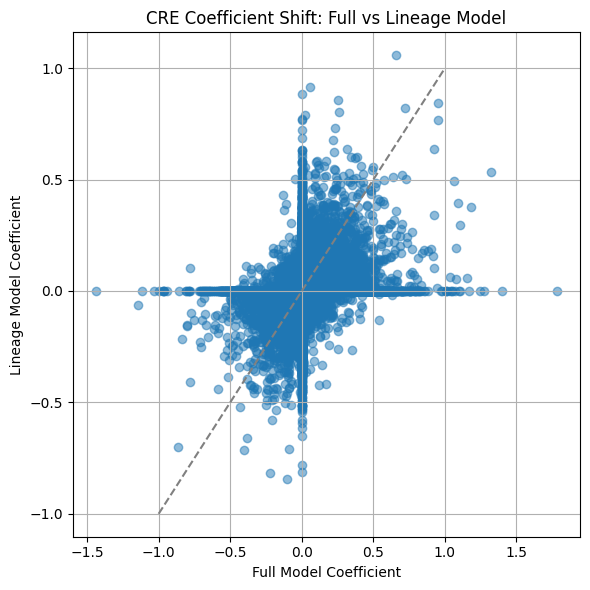 CRE Coefficient Shift: Full vs Lineage Model
Lineage Model Coefficient
1.0
0.5
0.0
−0.5
−1.0
−1.5 −1.0 −0.5 0.0 0.5 1.0 1.5
Full Model Coefficient